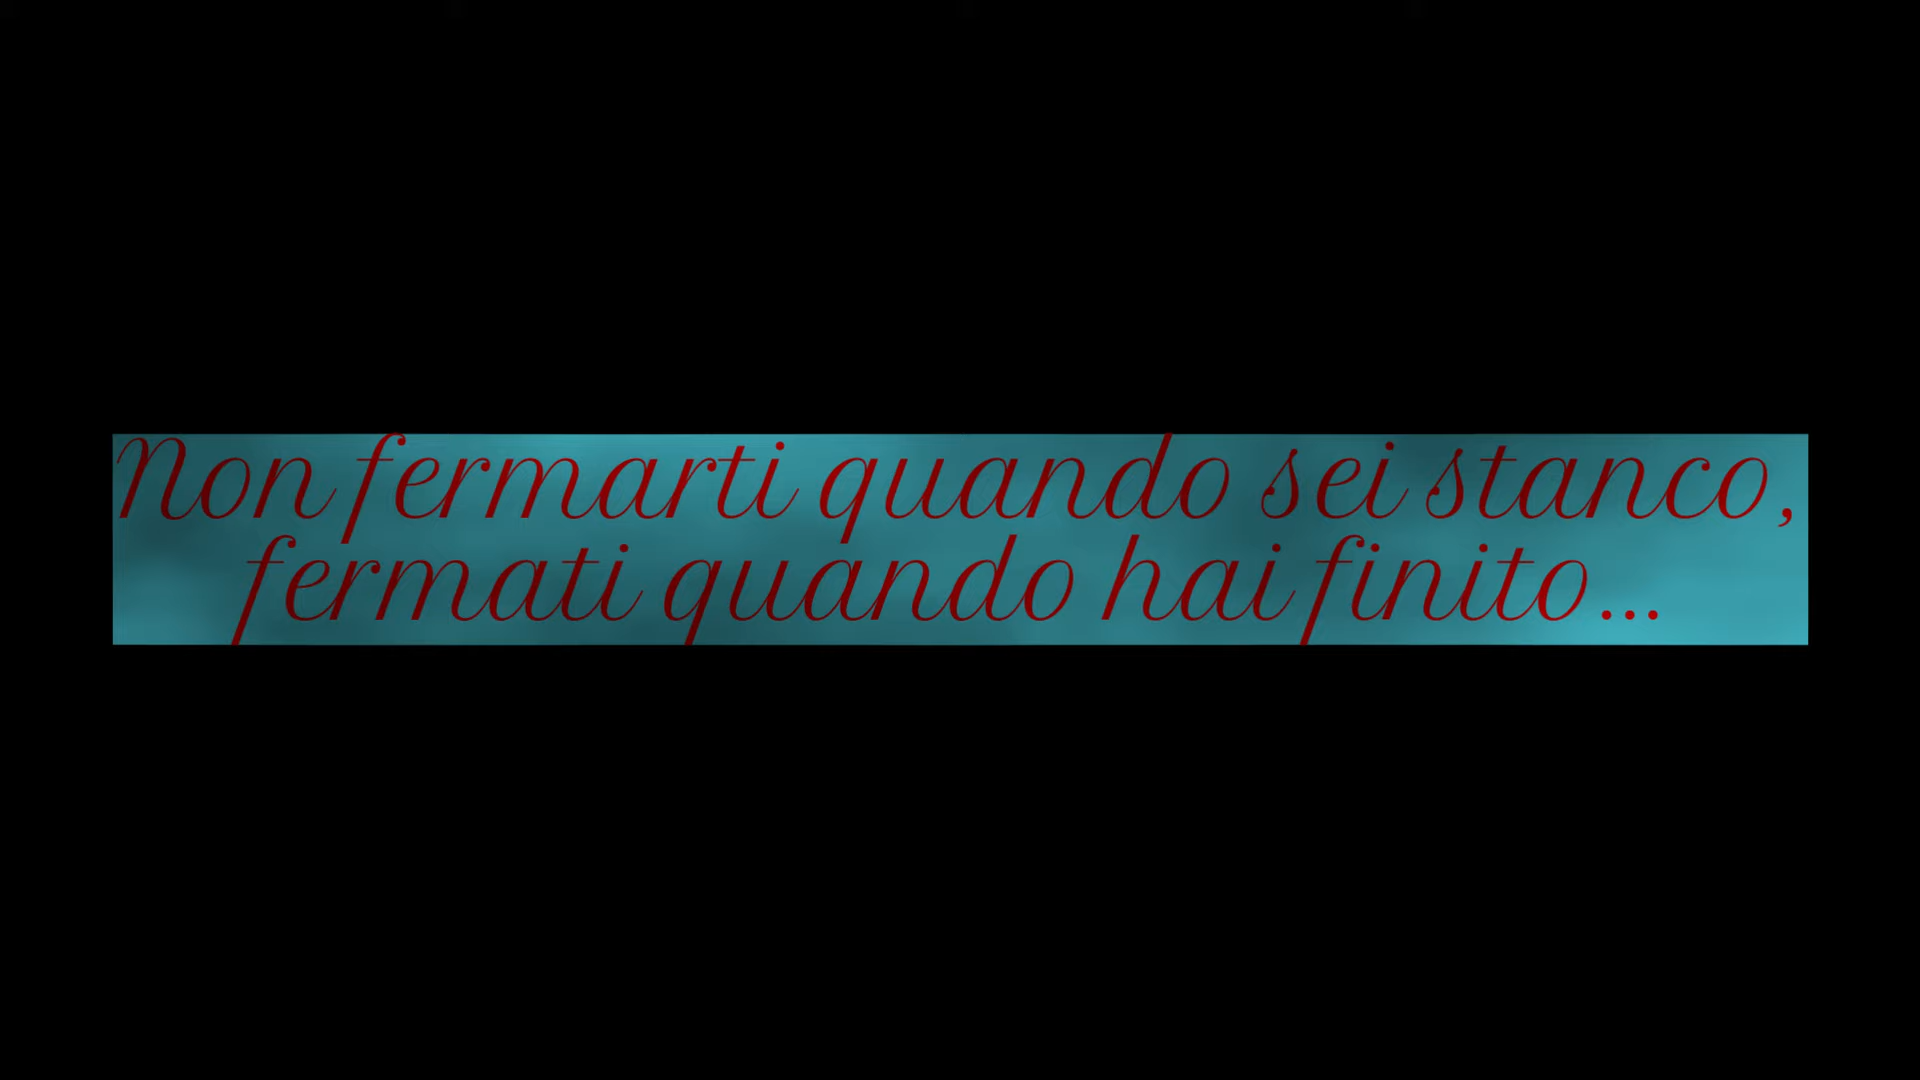 Non fermarti quando sei stanco,
fermati quando hai finito...